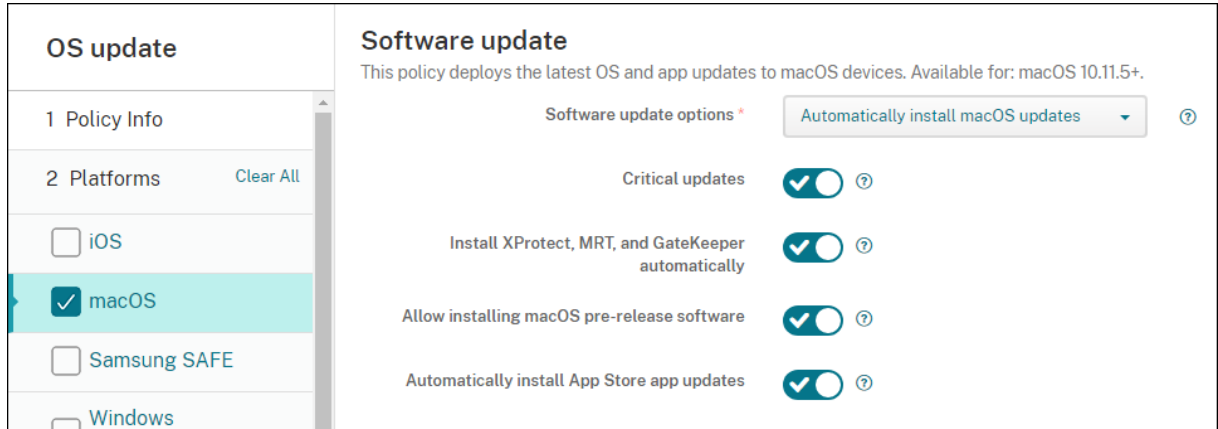 OS update
1 Policy Info
2 Platforms Clear All
iOS
macOS
Samsung SAFE
Windows
Software update
This policy deploys the latest OS and app updates to macOS devices. Available for: macOS 10.11.5+.
Software update options * Automatically install macOS updates ?
Critical updates ?
Install XProtect, MRT, and GateKeeper ?
automatically
Allow installing macOS pre-release software ?
Automatically install App Store app updates ?